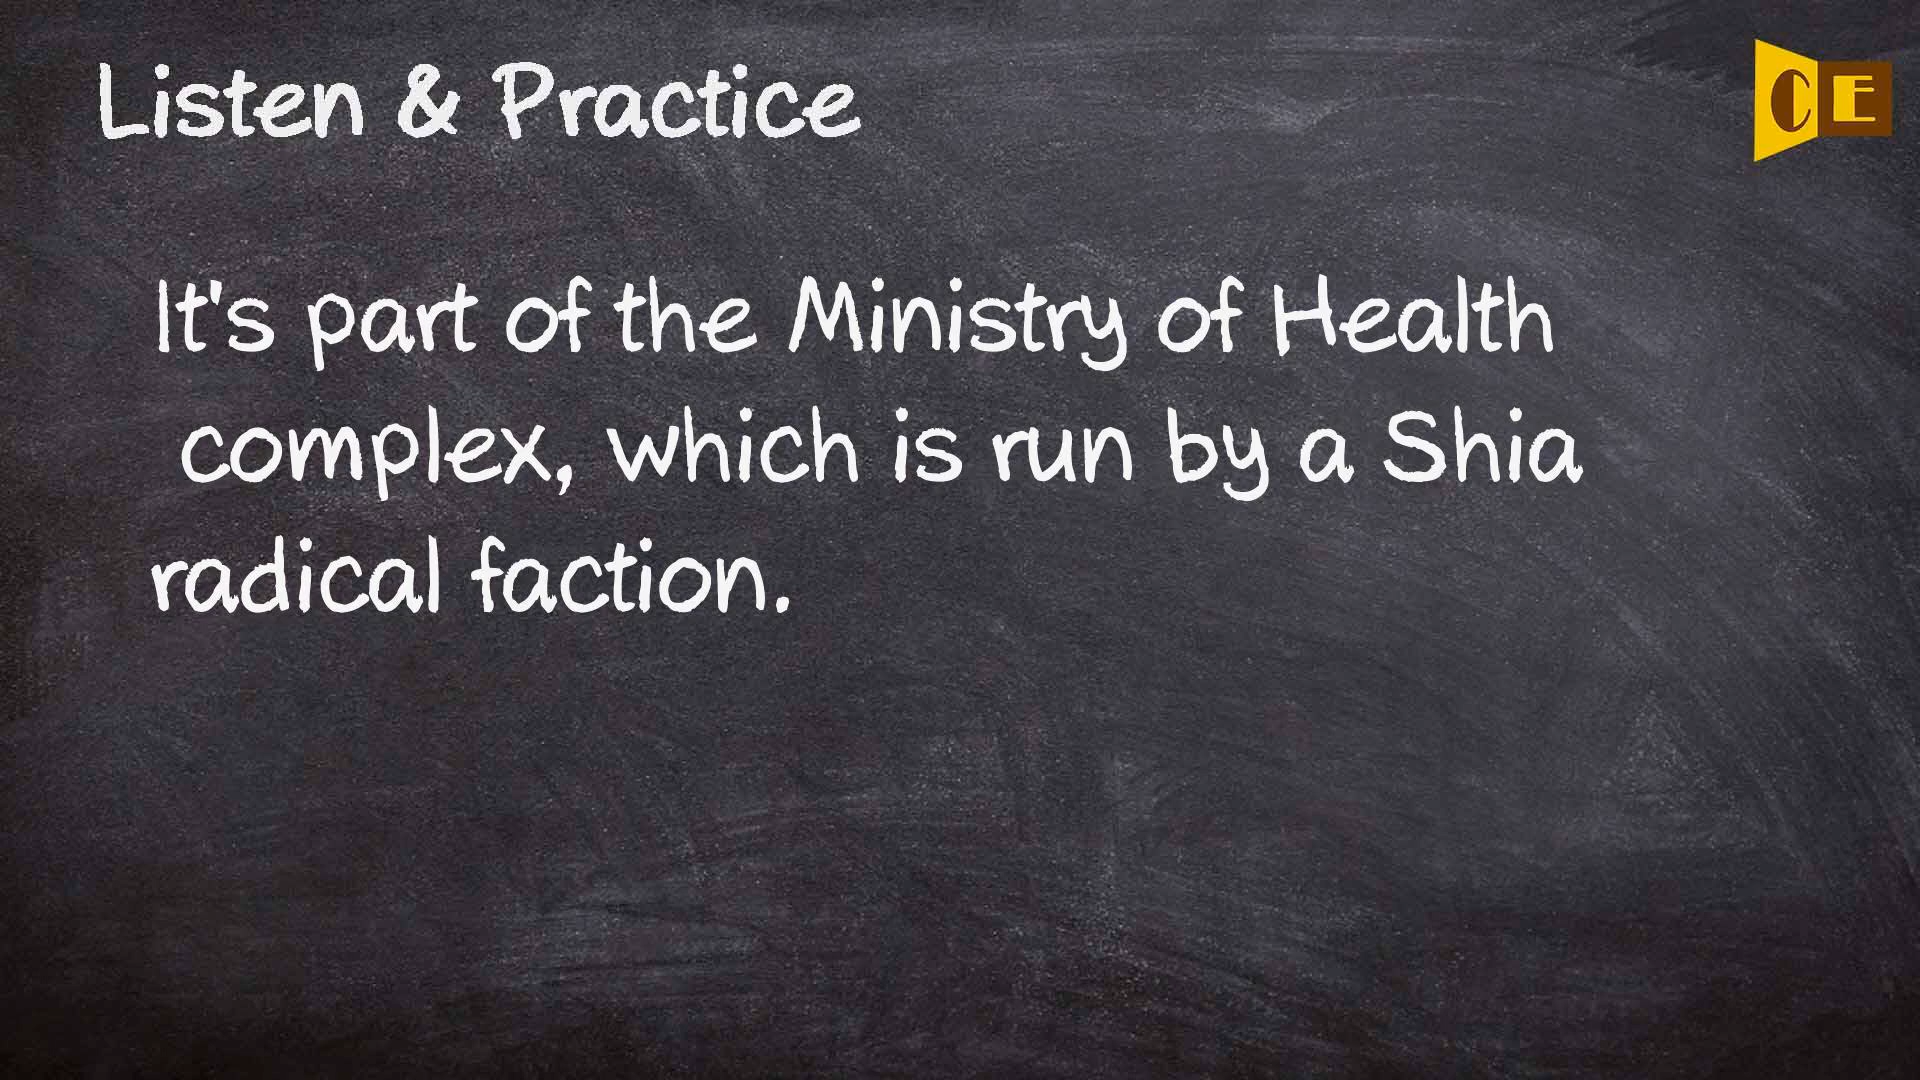 Listen & Practice
CE
It's part of the Ministry of Health
complex, which is run by a Shia
radical faction.